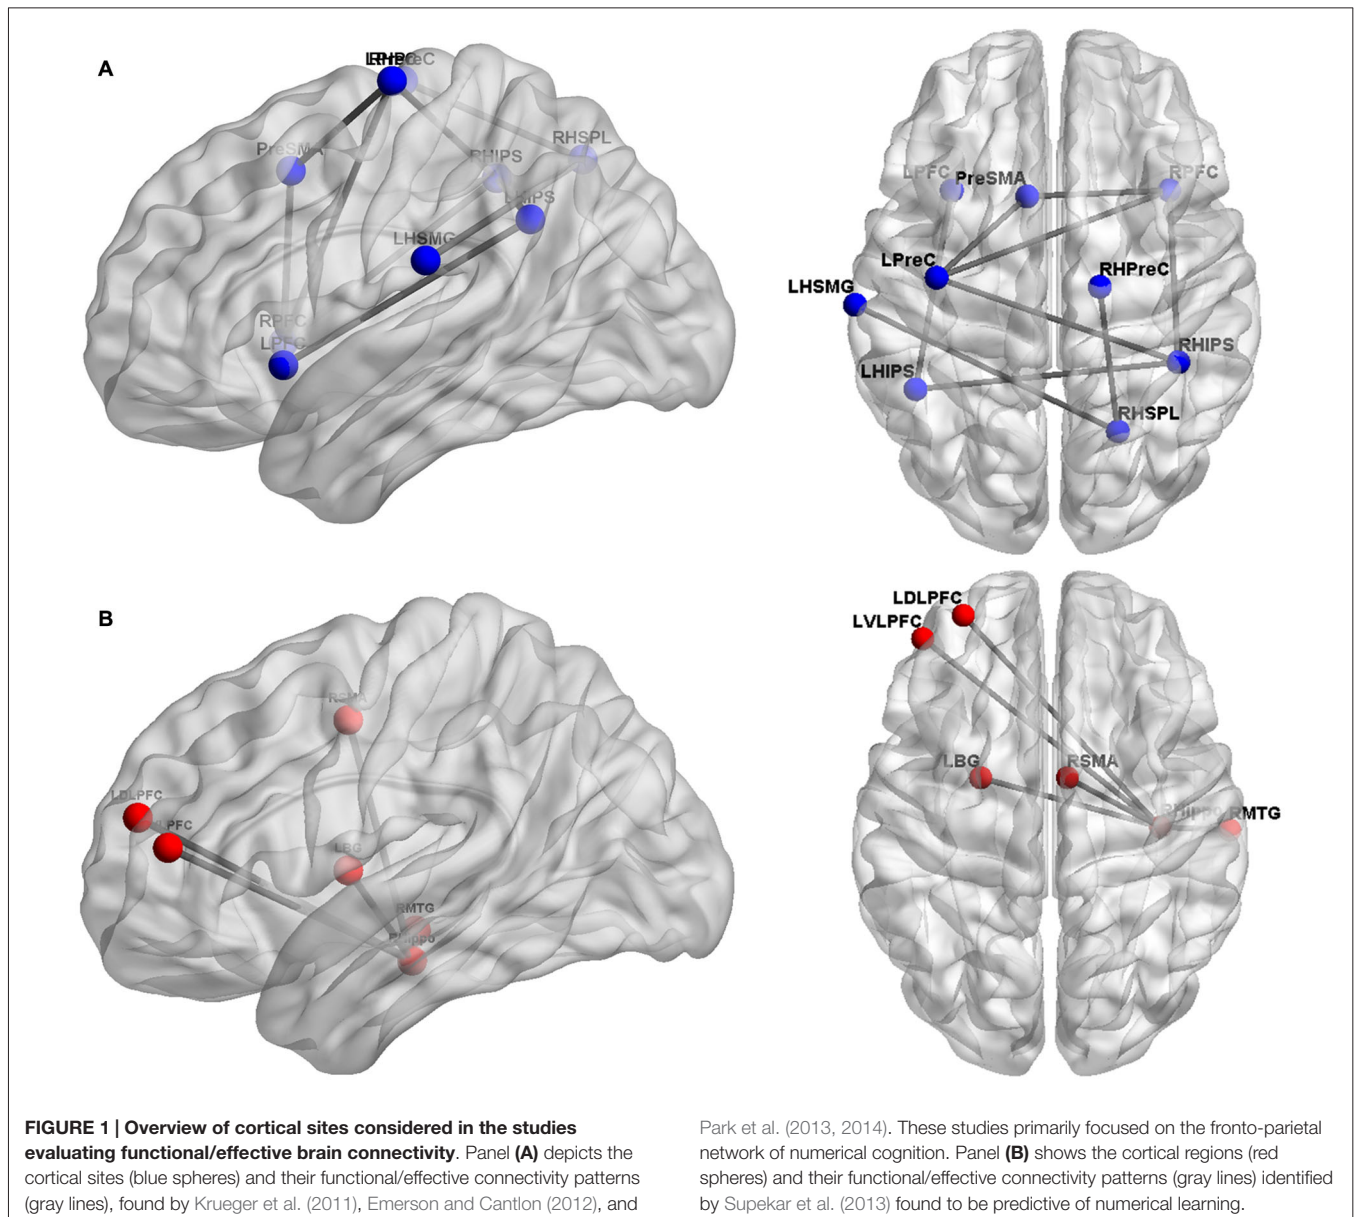 A
PreC
PreSMA
RHIPS
RHSPL
LHSMG
RPFC
LPFC
LPFC
PreSMA
RPFC
LPreC
RHPreC
LHSMG
RHIPS
LHIPS
RHSPL
B
RSMA
LDLPFC
LBG
RMTG
LDLPFC
LVLPFC
LBG
RSMA
RHippo
RMTG
FIGURE 1 | Overview of cortical sites considered in the studies
evaluating functional/effective brain connectivity. Panel (A) depicts the
cortical sites (blue spheres) and their functional/effective connectivity patterns
(gray lines), found by Krueger et al. (2011), Emerson and Cantlon (2012), and
Park et al. (2013, 2014). These studies primarily focused on the fronto-parietal
network of numerical cognition. Panel (B) shows the cortical regions (red
spheres) and their functional/effective connectivity patterns (gray lines) identified
by Supekar et al. (2013) found to be predictive of numerical learning.